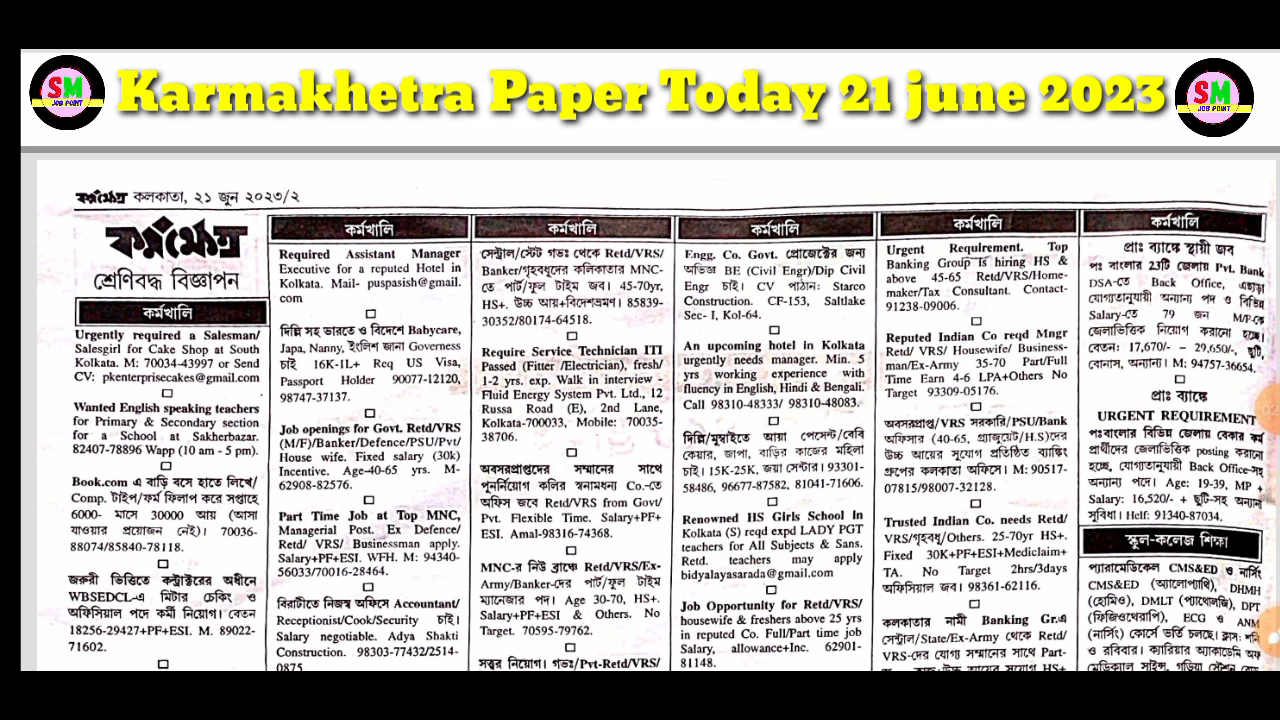 SM
JOB POINT
Karmakhetra Paper Today 21 june 2023
SM
JOB POINT
কর্মক্ষেত্র কলকাতা, ২১ জুন ২০২৩/২
কর্মক্ষেত্র
শ্রেণিবদ্ধ বিজ্ঞাপন
কর্মখালি
Urgently required a Salesman/
Salesgirl for Cake Shop at South
Kolkata. M: 70034-43997 or Send
CV: pkenterprisecakes@gmail.com
Wanted English speaking teachers
for Primary & Secondary section
for a School at Sakherbazar.
82407-78896 Wapp (10 am - 5 pm).
Book.com এ বাড়ি বসে হাতে লিখে/
Comp. টাইপ/ফর্ম ফিলাপ করে সপ্তাহে
6000- মাসে 30000 আয় (আসা
যাওয়ার প্রয়োজন নেই)। 70036-
88074/85840-78118.
জরুরী ভিত্তিতে কন্ট্রাক্টরের অধীনে
WBSEDCL-এ মিটার চেকিং ও
অফিসিয়াল পদে কর্মী নিয়োগ। বেতন
18256-29427+PF+ESI. M. 89022-
71602.
কর্মখালি
Required Assistant Manager
Executive for a reputed Hotel in
Kolkata. Mail- puspasish@gmail.
com
দিল্লি সহ ভারতে ও বিদেশে Babycare,
Japa, Nanny, ইংলিশ জানা Governess
চাই 16K-1L+ Req US Visa,
Passport Holder 90077-12120,
98747-37137.
Job openings for Govt. Retd/VRS
(M/F)/Banker/Defence/PSU/Pvt/
House wife. Fixed salary (30k)
Incentive. Age-40-65 yrs. M-
62908-82576.
Part Time Job at Top MNC,
Managerial Post. Ex Defence/
Retd/ VRS/ Businessman apply.
Salary+PF+ESI. WFH. M: 94340-
56033/70016-28464.
বিরাটীতে নিজস্ব অফিসে Accountant/
Receptionist/Cook/Security চাই।
Salary negotiable. Adya Shakti
Construction. 98303-77432/2514-
0875
কর্মখালি
সেন্ট্রাল/স্টেট গভঃ থেকে Retd/VRS/
Banker/গৃহবধূদের কলিকাতার MNC-
তে পার্ট/ফুল টাইম জব। 45-70yr,
HS+. উচ্চ আয়+বিদেশভ্রমণ। 85839-
30352/80174-64518.
Require Service Technician ITI
Passed (Fitter /Electrician), fresh/
1-2 yrs. exp. Walk in interview -
Fluid Energy System Pvt. Ltd., 12
Russa Road (E), 2nd Lane,
Kolkata-700033, Mobile: 70035-
38706.
অবসরপ্রাপ্তদের সম্মানের সাথে
পুনর্নিয়োগ কলির স্বনামধন্য Co.-তে
অফিস জবে Retd/VRS from Govt/
Pvt. Flexible Time. Salary+PF+
ESI. Amal-98316-74368.
MNC-র নিউ ব্রাঞ্চে Retd/VRS/Ex-
Army/Banker-দের পার্ট/ফুল টাইম
ম্যানেজার পদ। Age 30-70, HS+.
Salary+PF+ESI & Others. No
Target. 70595-79762.
সত্ত্বর নিয়োগ। গভঃ/Pvt-Retd/VRS/
কর্মখালি
Engg. Co. Govt. প্রোজেক্টের জন্য
অভিজ্ঞ BE (Civil Engr)/Dip Civil
Engr চাই। CV পাঠান: Starco
Construction. CF-153, Saltlake
Sec- I, Kol-64.
An upcoming hotel in Kolkata
urgently needs manager. Min. 5
yrs working experience with
fluency in English, Hindi & Bengali.
Call 98310-48333/ 98310-48083.
দিল্লি/মুম্বাইতে আয়া পেসেন্ট/বেবি
কেয়ার, জাপা, বাড়ির কাজের মহিলা
চাই। 15K-25K, জয়া সেন্টার। 93301-
58486, 96677-87582, 81041-71606.
Renowned HS Girls School in
Kolkata (S) reqd expd LADY PGT
teachers for All Subjects & Sans.
Retd. teachers may apply
bidyalayasarada@gmail.com
Job Opportunity for Retd/VRS/
housewife & freshers above 25 yrs
in reputed Co. Full/Part time job
Salary, allowance+Inc. 62901-
81148.
কর্মখালি
Urgent Requirement. Top
Banking Group Is hiring HS &
above 45-65 Retd/VRS/Home-
maker/Tax Consultant. Contact-
91238-09006.
Reputed Indian Co reqd Mngr
Retd/ VRS/ Housewife/ Business-
man/Ex-Army 35-70 Part/Full
Time Earn 4-6 LPA+Others No
Target 93309-05176.
অবসরপ্রাপ্ত/VRS সরকারি/PSU/Bank
অফিসার (40-65, গ্র্যাজুয়েট/H.S)দের
উচ্চ আয়ের সুযোগ প্রতিষ্ঠিত ব্যাঙ্কিং
গ্রুপের কলকাতা অফিসে। M: 90517-
07815/98007-32128.
Trusted Indian Co. needs Retd/
VRS/গৃহবধূ/Others. 25-70yr HS+.
Fixed 30K+PF+ESI+Mediclaim+
TA. No Target 2hrs/3days
অফিসিয়াল জব। 98361-62116.
কলকাতার নামী Banking Gr.এ
সেন্ট্রাল/State/Ex-Army থেকে Retd/
VRS-দের যোগ্য সম্মানের সাথে Part-
কর্মখালি
প্রাঃ ব্যাঙ্কে স্থায়ী জব
পঃ বাংলার 23টি জেলায় Pvt. Bank
DSA-তে Back Office, এছাড়া
যোগ্যতানুযায়ী অন্যান্য পদ ও বিভিন্ন
Salary-তে 79 জন M/F-কে
জেলাভিত্তিক নিয়োগ করানো হচ্ছে।
বেতন: 17,670/- – 29,650/-, ছুটি,
বোনাস, অন্যান্য। M: 94757-36654.
প্রাঃ ব্যাঙ্কে
URGENT REQUIREMENT
পঃবাংলার বিভিন্ন জেলায় বেকার কর্ম
প্রার্থীদের জেলাভিত্তিক posting করানো
হচ্ছে, যোগ্যতানুযায়ী Back Office-সহ
অন্যান্য পদে। Age: 19-39, MP +
Salary: 16,520/- + ছুটি-সহ অন্যান্য
সুবিধা। Helf: 91340-87034.
স্কুল-কলেজ শিক্ষা
প্যারামেডিকেল CMS&ED ও নার্সিং
CMS&ED (অ্যালোপ্যাথি), DHMH
(হোমিও), DMLT (প্যাথোলজি), DPT
(ফিজিওথেরাপি), ECG ও ANM
(নার্সিং) কোর্সে ভর্তি চলছে। ক্লাস: শনি
ও রবিবার। ক্যারিয়ার অ্যাকাডেমি অফ
মেডিক্যাল সাইন্স, গড়িয়া স্টেশন রোড